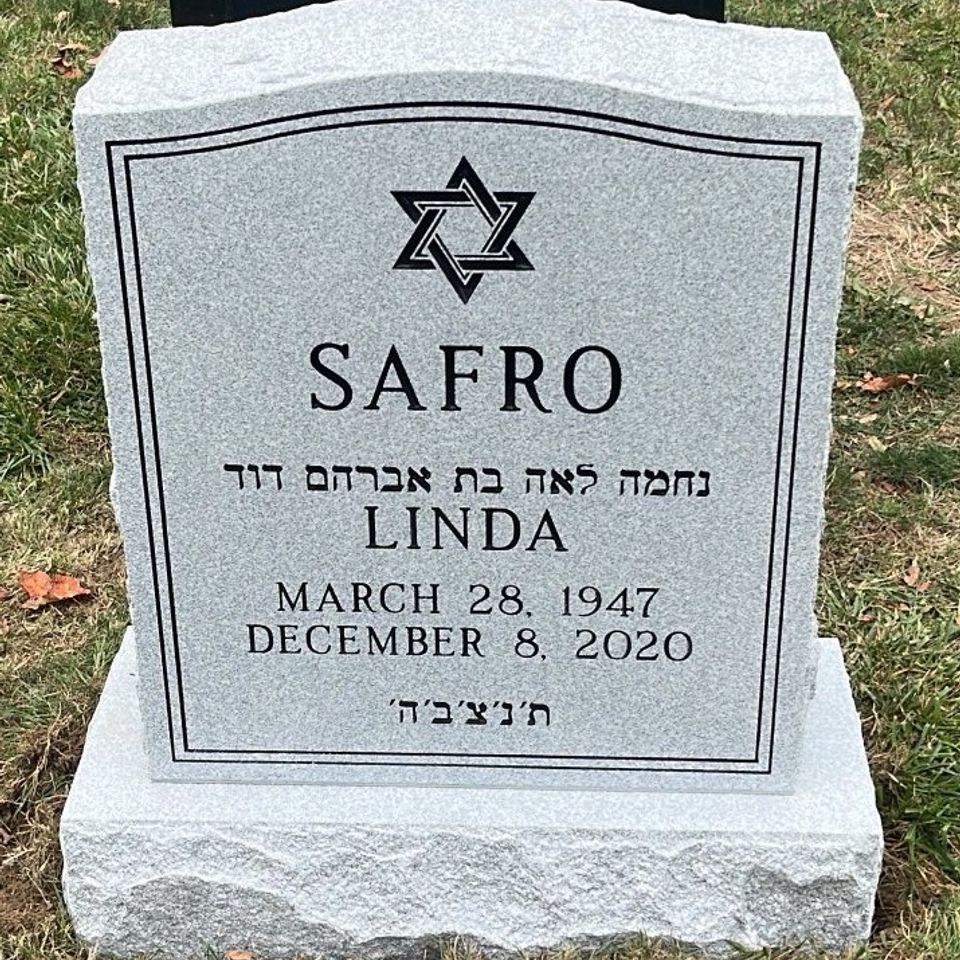 SAFRO
נחמה לאה בת אברהם דוד
LINDA
MARCH 28, 1947
DECEMBER 8, 2020
ת׳נ׳צ׳ב׳ה׳